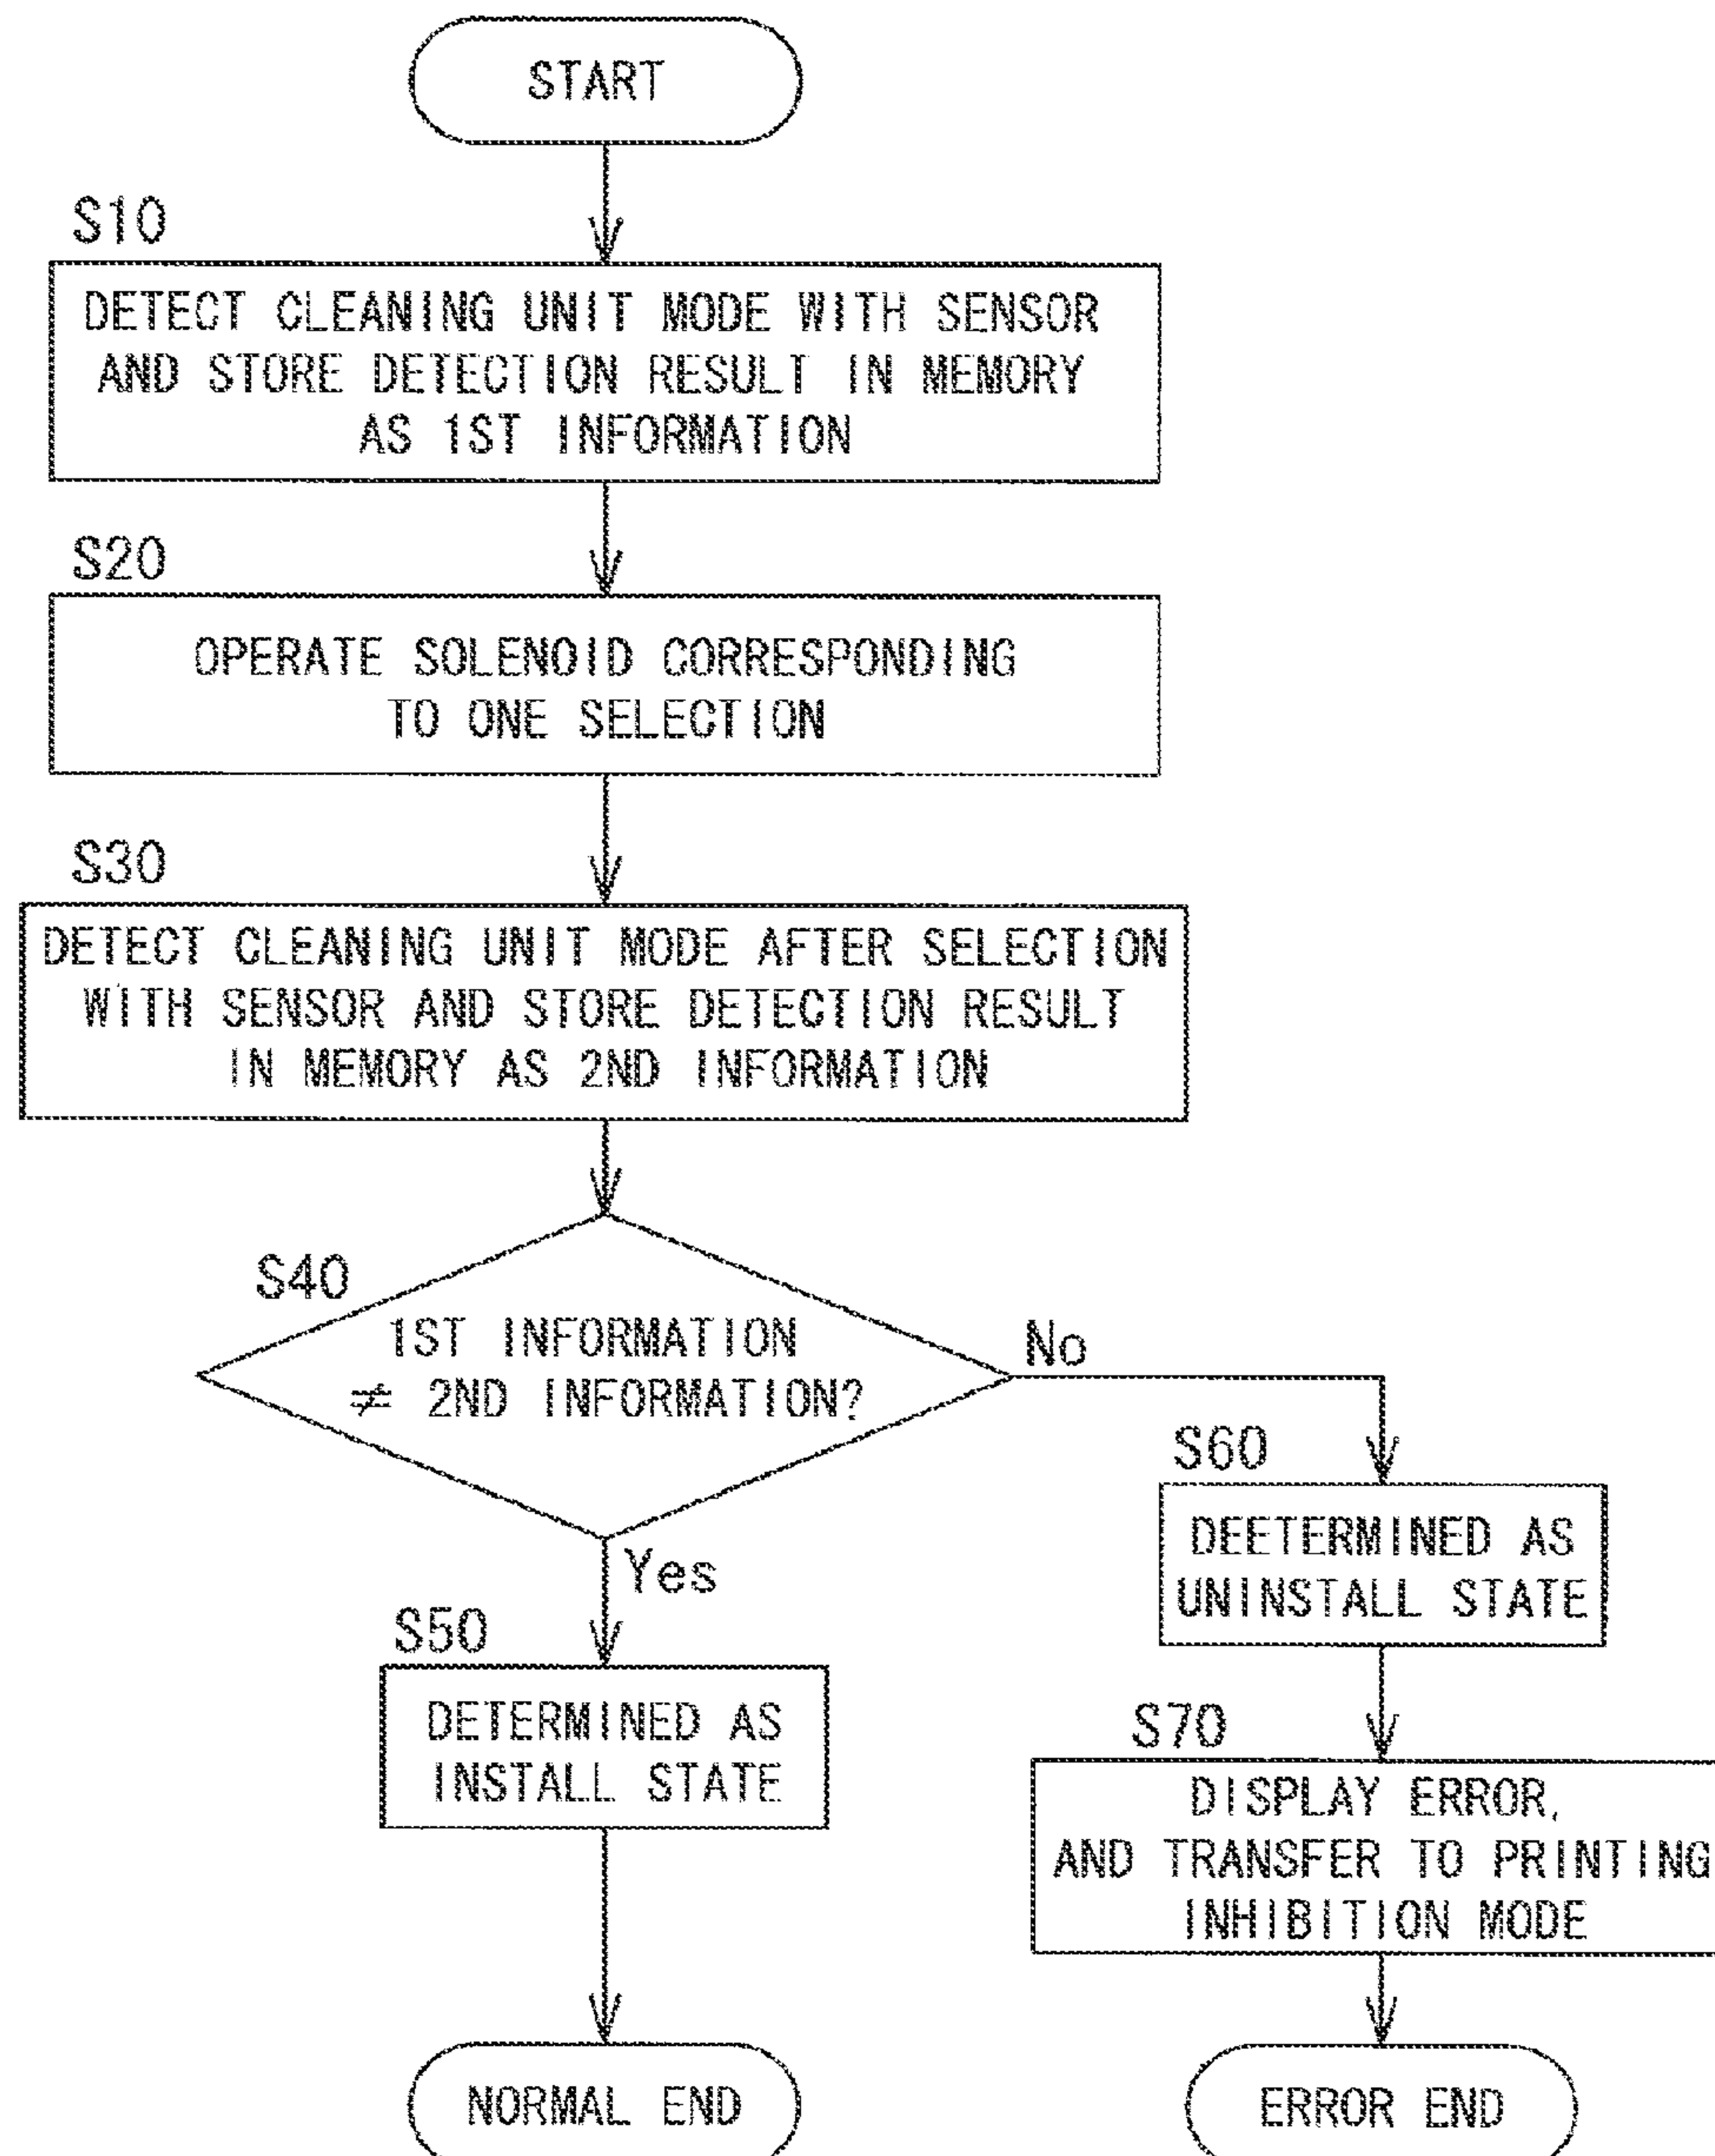 START
S10
DETECT CLEANING UNIT MODE WITH SENSOR
AND STORE DETECTION RESULT IN MEMORY
AS 1ST INFORMATION
S20
OPERATE SOLENOID CORRESPONDING
TO ONE SELECTION
S30
DETECT CLEANING UNIT MODE AFTER SELECTION
WITH SENSOR AND STORE DETECTION RESULT
IN MEMORY AS 2ND INFORMATION
S40
1ST INFORMATION
≠ 2ND INFORMATION?
No
Yes
S50
DETERMINED AS
INSTALL STATE
NORMAL END
S60
DEETERMINED AS
UNINSTALL STATE
S70
DISPLAY ERROR,
AND TRANSFER TO PRINTING
INHIBITION MODE
ERROR END